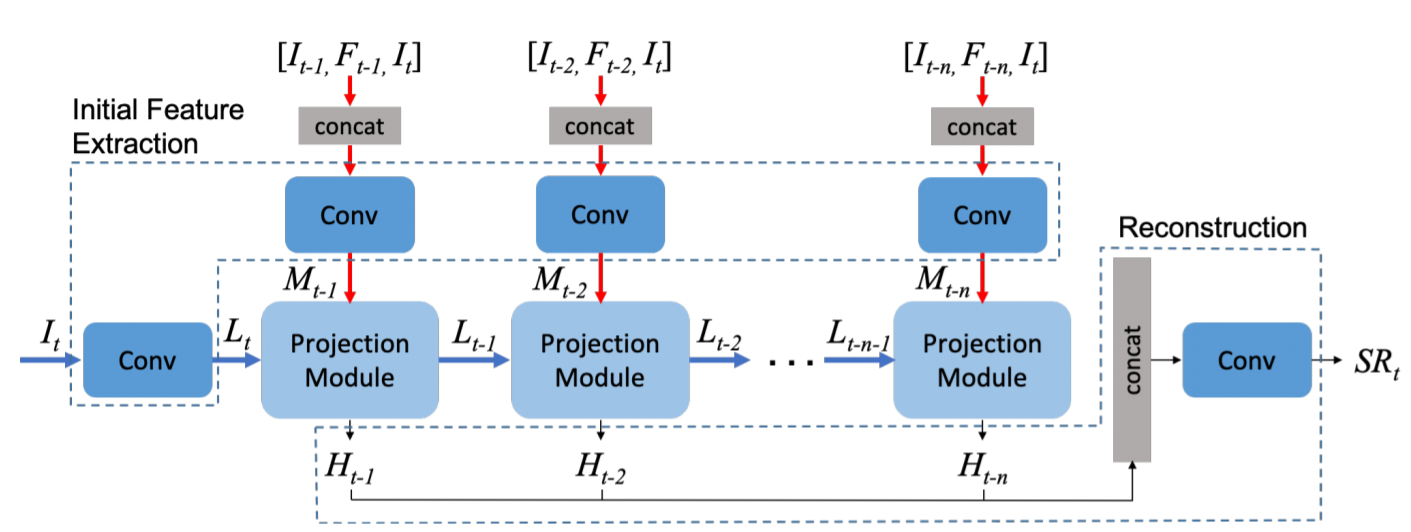 [I_{t-1}, F_{t-1}, I_t] [I_{t-2}, F_{t-2}, I_t] [I_{t-n}, F_{t-n}, I_t]
Initial Feature
Extraction
concat concat concat
Conv Conv Conv
Reconstruction
M_{t-1} M_{t-2} M_{t-n}
I_t Conv L_t Projection
Module L_{t-1} Projection
Module L_{t-2} ... L_{t-n-1} Projection
Module concat Conv SR_t
H_{t-1} H_{t-2} H_{t-n}